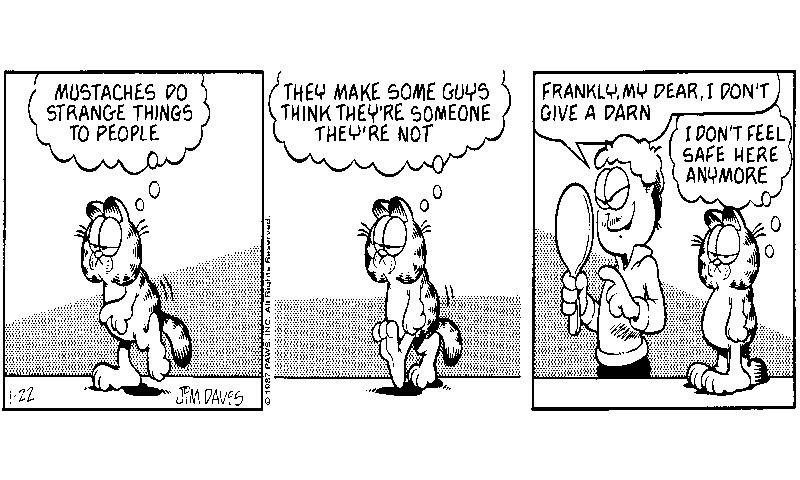 MUSTACHES DO
STRANGE THINGS
TO PEOPLE
1-22
JIM DAVIS
© 1987 PAWS, INC. All Rights Reserved.
THEY MAKE SOME GUYS
THINK THEY'RE SOMEONE
THEY'RE NOT
FRANKLY, MY DEAR, I DON'T
GIVE A DARN
I DON'T FEEL
SAFE HERE
ANYMORE